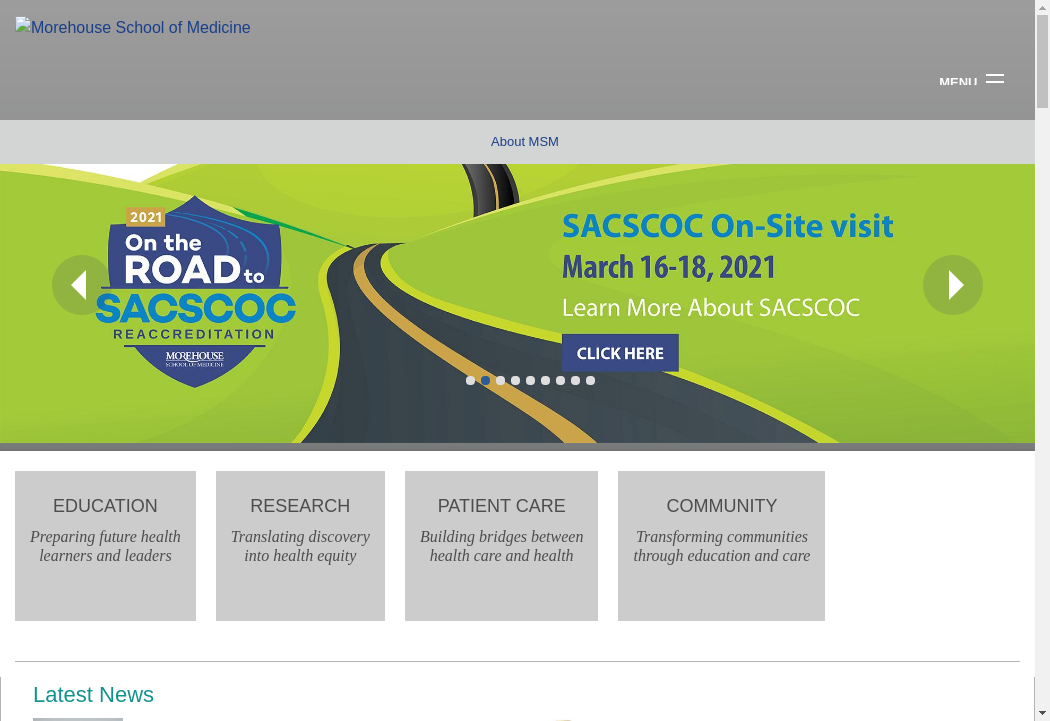 Morehouse School of Medicine
MENU
About MSM
2021
On the
ROAD to
SACSCOC
REACCREDITATION
MOREHOUSE
SCHOOL OF MEDICINE
SACSCOC On-Site visit
March 16-18, 2021
Learn More About SACSCOC
CLICK HERE
EDUCATION
Preparing future health
learners and leaders
RESEARCH
Translating discovery
into health equity
PATIENT CARE
Building bridges between
health care and health
COMMUNITY
Transforming communities
through education and care
Latest News